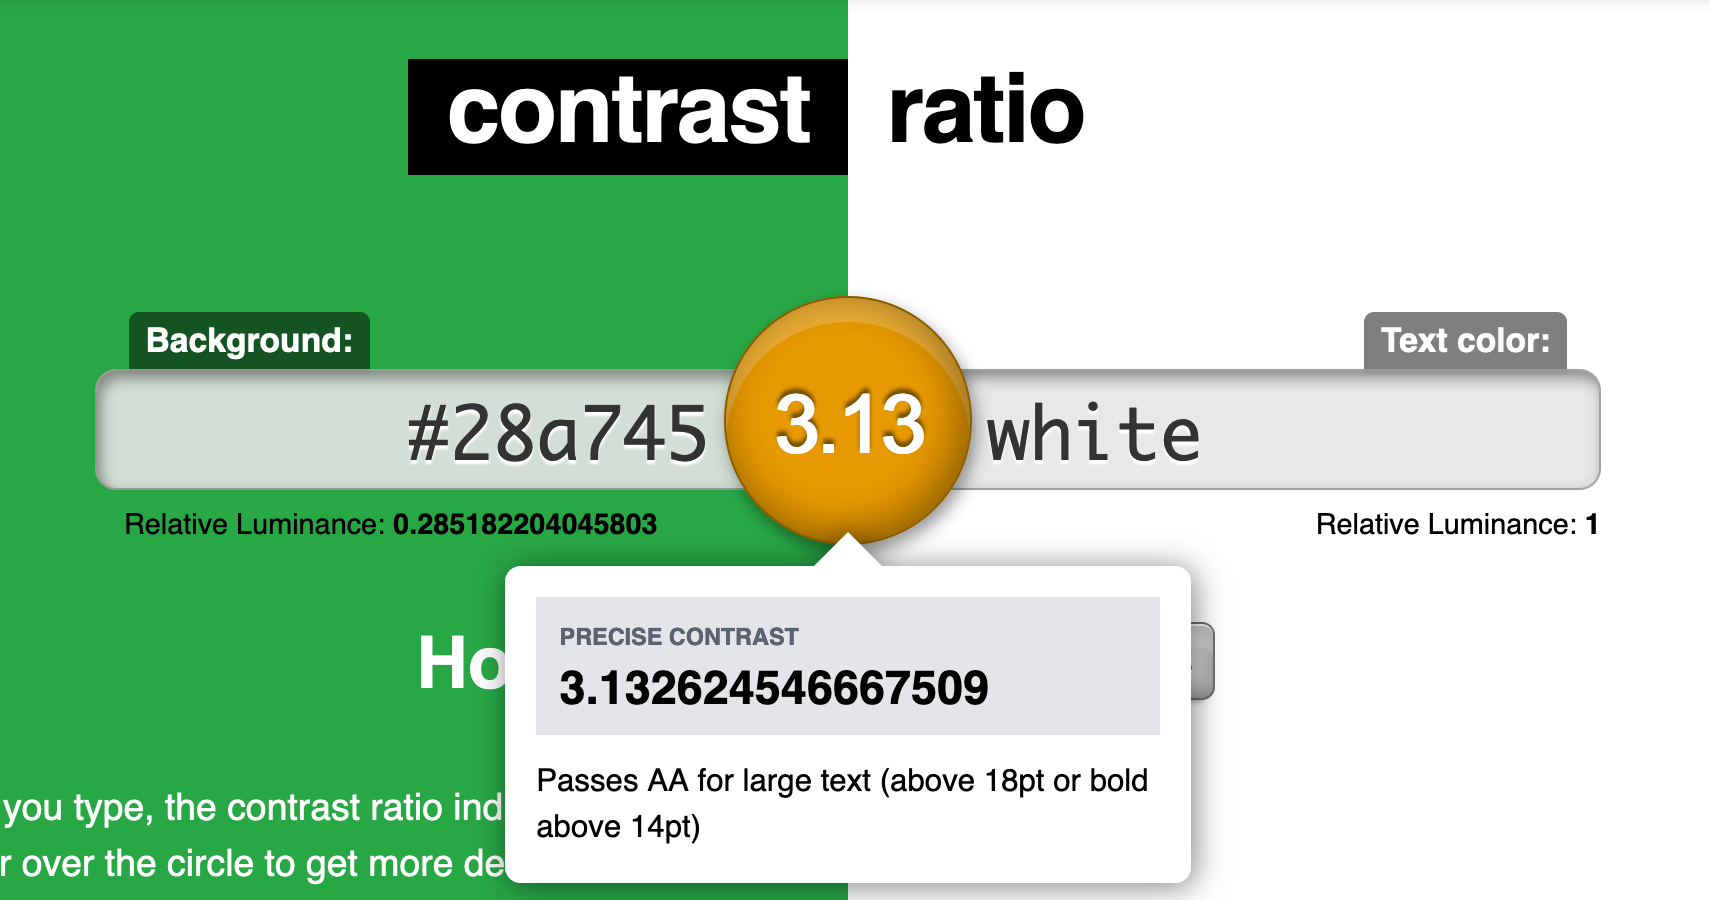 contrast ratio
Background:
Text color:
#28a745 3.13 white
Relative Luminance: 0.285182204045803
Relative Luminance: 1
Ho
PRECISE CONTRAST
3.132624546667509
Passes AA for large text (above 18pt or bold
above 14pt)
you type, the contrast ratio ind
r over the circle to get more de